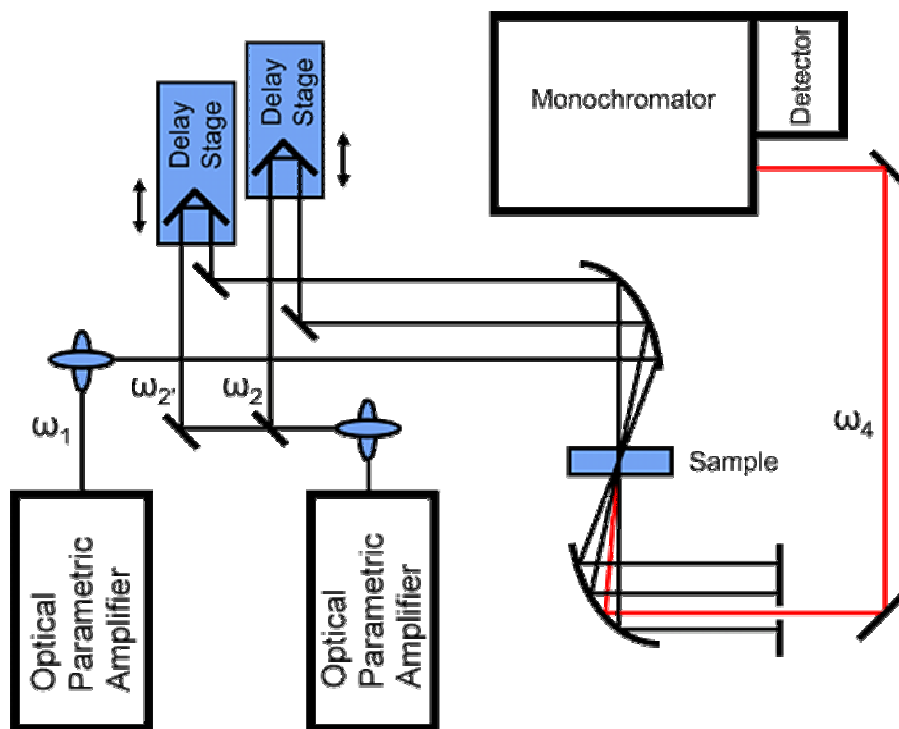 Delay
Stage
Delay
Stage
Monochromator
Detector
ω1
ω2'
ω2
ω4
Sample
Optical
Parametric
Amplifier
Optical
Parametric
Amplifier